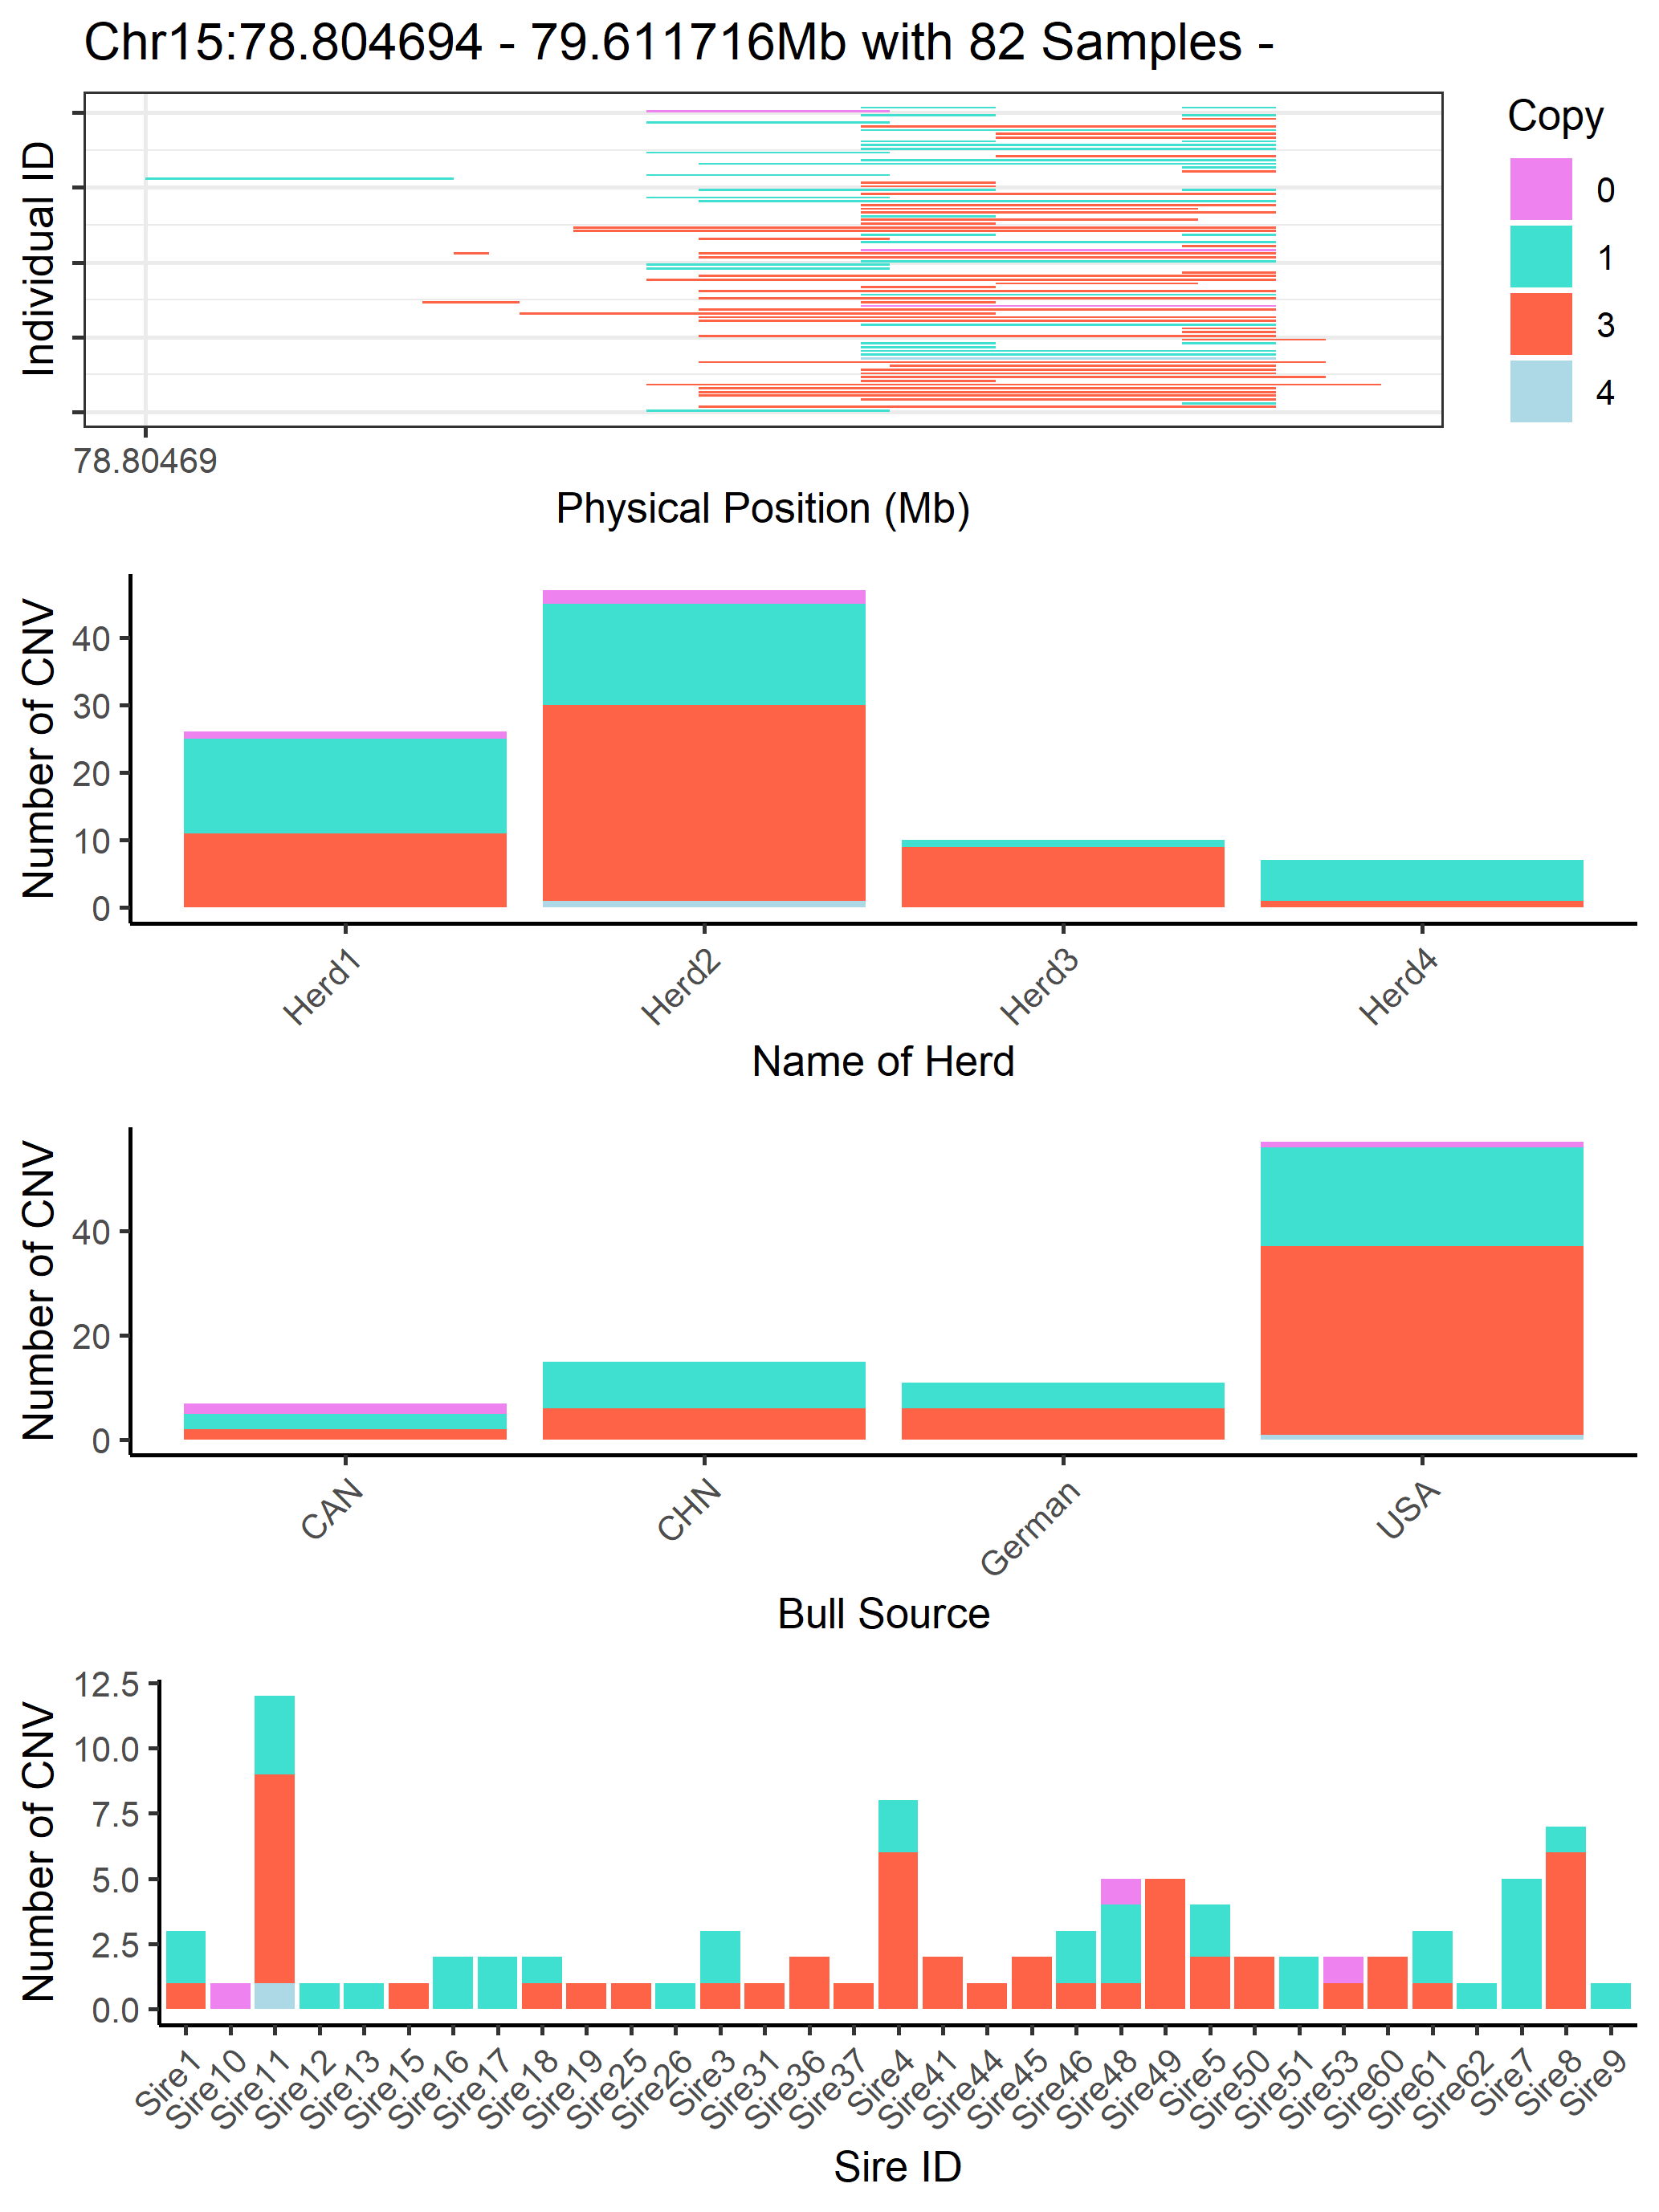 Chr15:78.804694 - 79.611716Mb with 82 Samples -
Individual ID
78.80469
Physical Position (Mb)
Copy
0
1
3
4
Number of CNV
40
30
20
10
0
Herd1
Herd2
Herd3
Herd4
Name of Herd
Number of CNV
40
20
0
CAN
CHN
German
USA
Bull Source
Number of CNV
12.5
10.0
7.5
5.0
2.5
0.0
Sire1
Sire10
Sire11
Sire12
Sire13
Sire15
Sire16
Sire17
Sire18
Sire19
Sire25
Sire26
Sire3
Sire31
Sire36
Sire37
Sire4
Sire41
Sire44
Sire45
Sire46
Sire48
Sire49
Sire5
Sire50
Sire51
Sire53
Sire60
Sire61
Sire62
Sire7
Sire8
Sire9
Sire ID